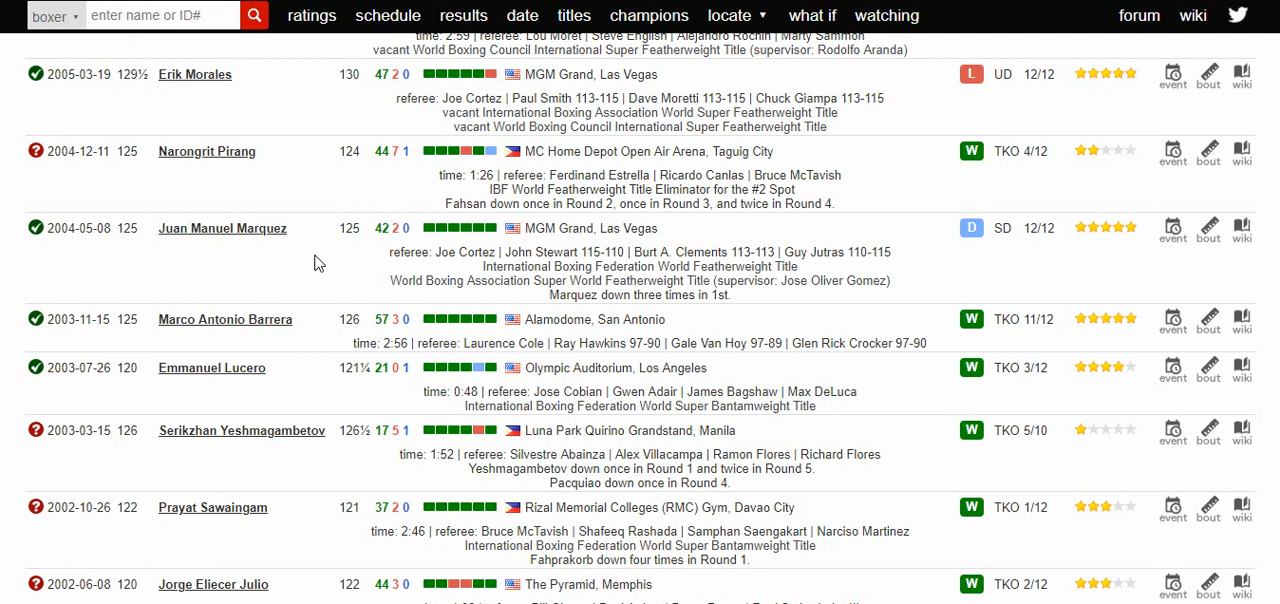 boxer ▾ enter name or ID# ratings schedule results date titles champions locate ▼ what if watching forum wiki
time: 2:59 | referee: Lou Moret | Steve English | Alejandro Rochin | Marty Sammon
vacant World Boxing Council International Super Featherweight Title (supervisor: Rodolfo Aranda)
2005-03-19 129½ Erik Morales 130 47 2 0 MGM Grand, Las Vegas L UD 12/12 event bout wiki
referee: Joe Cortez | Paul Smith 113-115 | Dave Moretti 113-115 | Chuck Giampa 113-115
vacant International Boxing Association World Super Featherweight Title
vacant World Boxing Council International Super Featherweight Title
? 2004-12-11 125 Narongrit Pirang 124 44 7 1 MC Home Depot Open Air Arena, Taguig City W TKO 4/12 event bout wiki
time: 1:26 | referee: Ferdinand Estrella | Ricardo Canlas | Bruce McTavish
IBF World Featherweight Title Eliminator for the #2 Spot
Fahsan down once in Round 2, once in Round 3, and twice in Round 4.
2004-05-08 125 Juan Manuel Marquez 125 42 2 0 MGM Grand, Las Vegas D SD 12/12 event bout wiki
referee: Joe Cortez | John Stewart 115-110 | Burt A. Clements 113-113 | Guy Jutras 110-115
International Boxing Federation World Featherweight Title
World Boxing Association Super World Featherweight Title (supervisor: Jose Oliver Gomez)
Marquez down three times in 1st.
2003-11-15 125 Marco Antonio Barrera 126 57 3 0 Alamodome, San Antonio W TKO 11/12 event bout wiki
time: 2:56 | referee: Laurence Cole | Ray Hawkins 97-90 | Gale Van Hoy 97-89 | Glen Rick Crocker 97-90
2003-07-26 120 Emmanuel Lucero 121¼ 21 0 1 Olympic Auditorium, Los Angeles W TKO 3/12 event bout wiki
time: 0:48 | referee: Joe Cobian | Gwen Adair | James Bagshaw | Max DeLuca
International Boxing Federation World Super Bantamweight Title
? 2003-03-15 126 Serikzhan Yeshmagambetov 126½ 17 5 1 Luna Park Quirino Grandstand, Manila W TKO 5/10 event bout wiki
time: 1:52 | referee: Silvestre Abainza | Alex Villacampa | Ramon Flores | Richard Flores
Yeshmagambetov down once in Round 1 and twice in Round 5.
Pacquiao down once in Round 4.
? 2002-10-26 122 Prayat Sawaingam 121 37 2 0 Rizal Memorial Colleges (RMC) Gym, Davao City W TKO 1/12 event bout wiki
time: 2:46 | referee: Bruce McTavish | Shafeeq Rashada | Samphan Saengakart | Narciso Martinez
International Boxing Federation World Super Bantamweight Title
Fahprakorb down four times in Round 1.
? 2002-06-08 120 Jorge Eliecer Julio 122 44 3 0 The Pyramid, Memphis W TKO 2/12 event bout wiki